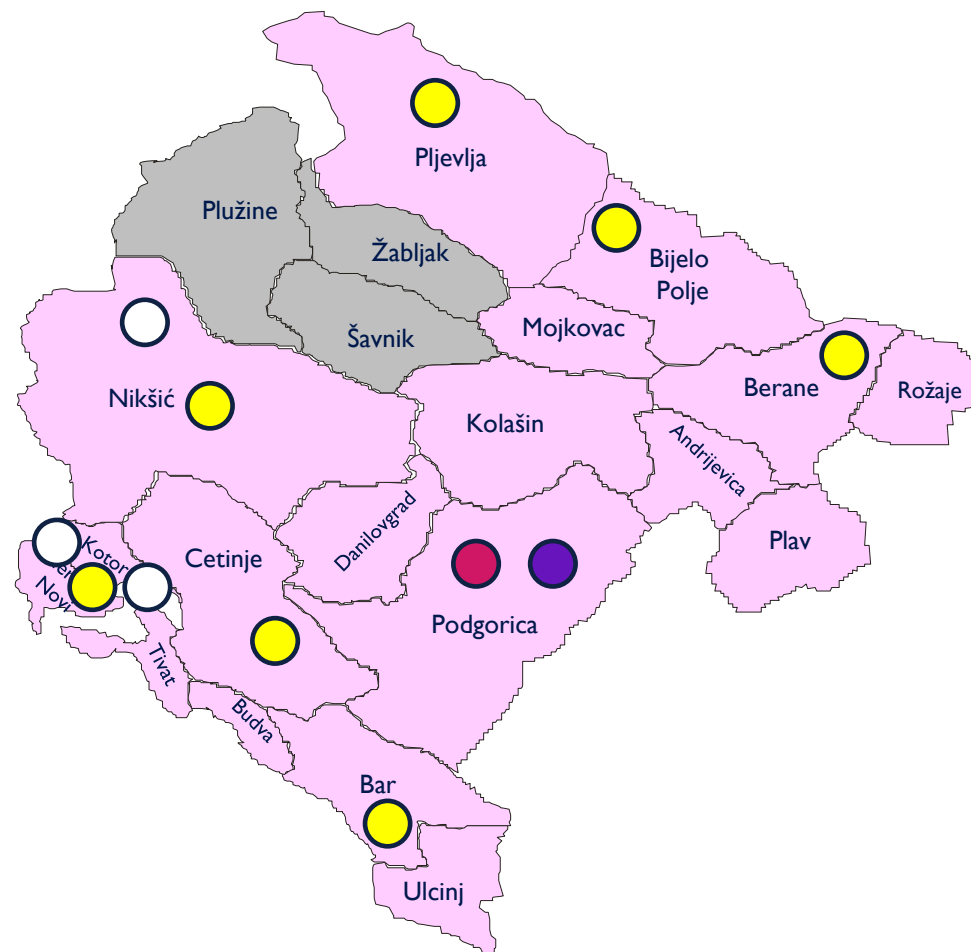 Pljevlja
Plužine
Žabljak
Bijelo
Polje
Šavnik
Mojkovac
Nikšić
Kolašin
Berane
Rožaje
Andrijevica
Danilovgrad
Plav
Kotor
Cetinje
Novi
Podgorica
Tivat
Budva
Bar
Ulcinj